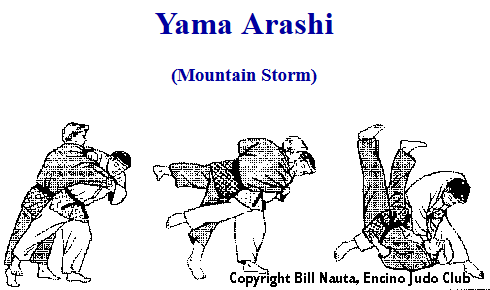 Yama Arashi
(Mountain Storm)
Copyright Bill Nauta, Encino Judo Club